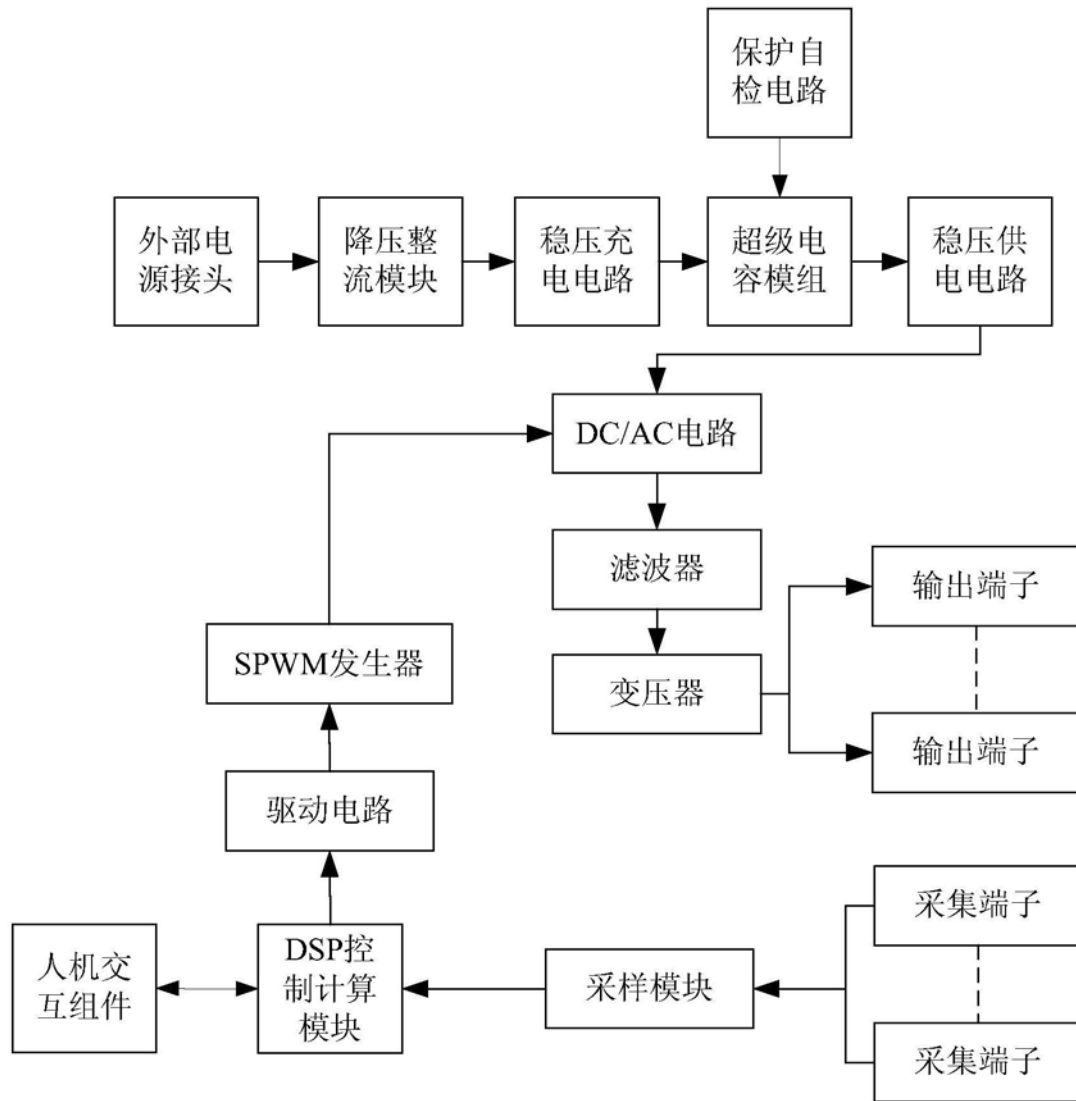 保护自
检电路
外部电
源接头
降压整
流模块
稳压充
电电路
超级电
容模组
稳压供
电电路
DC/AC电路
滤波器
输出端子
SPWM发生器
变压器
输出端子
驱动电路
采集端子
人机交
互组件
DSP控
制计算
模块
采样模块
采集端子